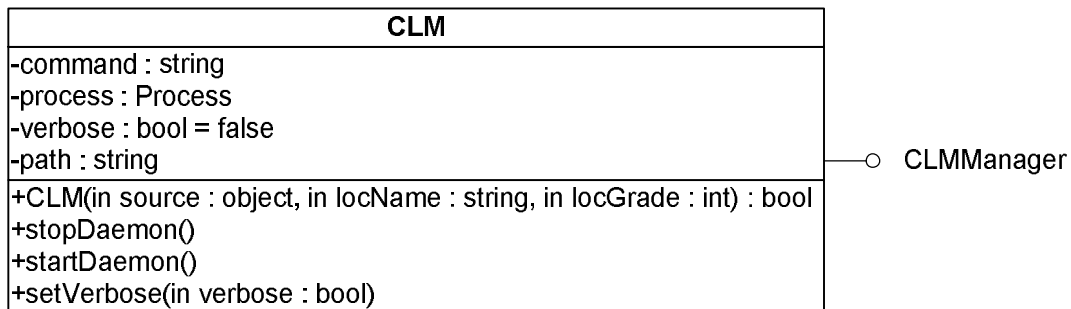 CLM
-command : string
-process : Process
-verbose : bool = false
-path : string
CLMManager
+CLM(in source : object, in locName : string, in locGrade : int) : bool
+stopDaemon()
+startDaemon()
+setVerbose(in verbose : bool)